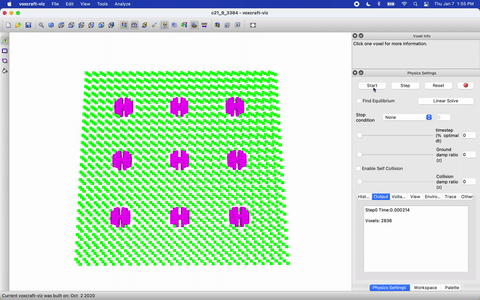 voxcraft-viz File Edit View Tools Analyze Thu Jan 7 1:55 PM
c21_9_3384 - voxcraft-viz
Voxel Info
Click one voxel for more information.
Physics Settings
Start Step Reset
Find Equilibrium Linear Solve
Stop condition None 0
timestep (% optimal dt) 0
Ground damp ratio (z) 0
Enable Self Collision
Collision damp ratio (z) 0
Hist... Output Volta... View Enviro... Trace Other
Step0 Time:0.000214
Voxels: 2836
Physics Settings Workspace Palette
Current voxcraft-viz was built on: Oct 2 2020